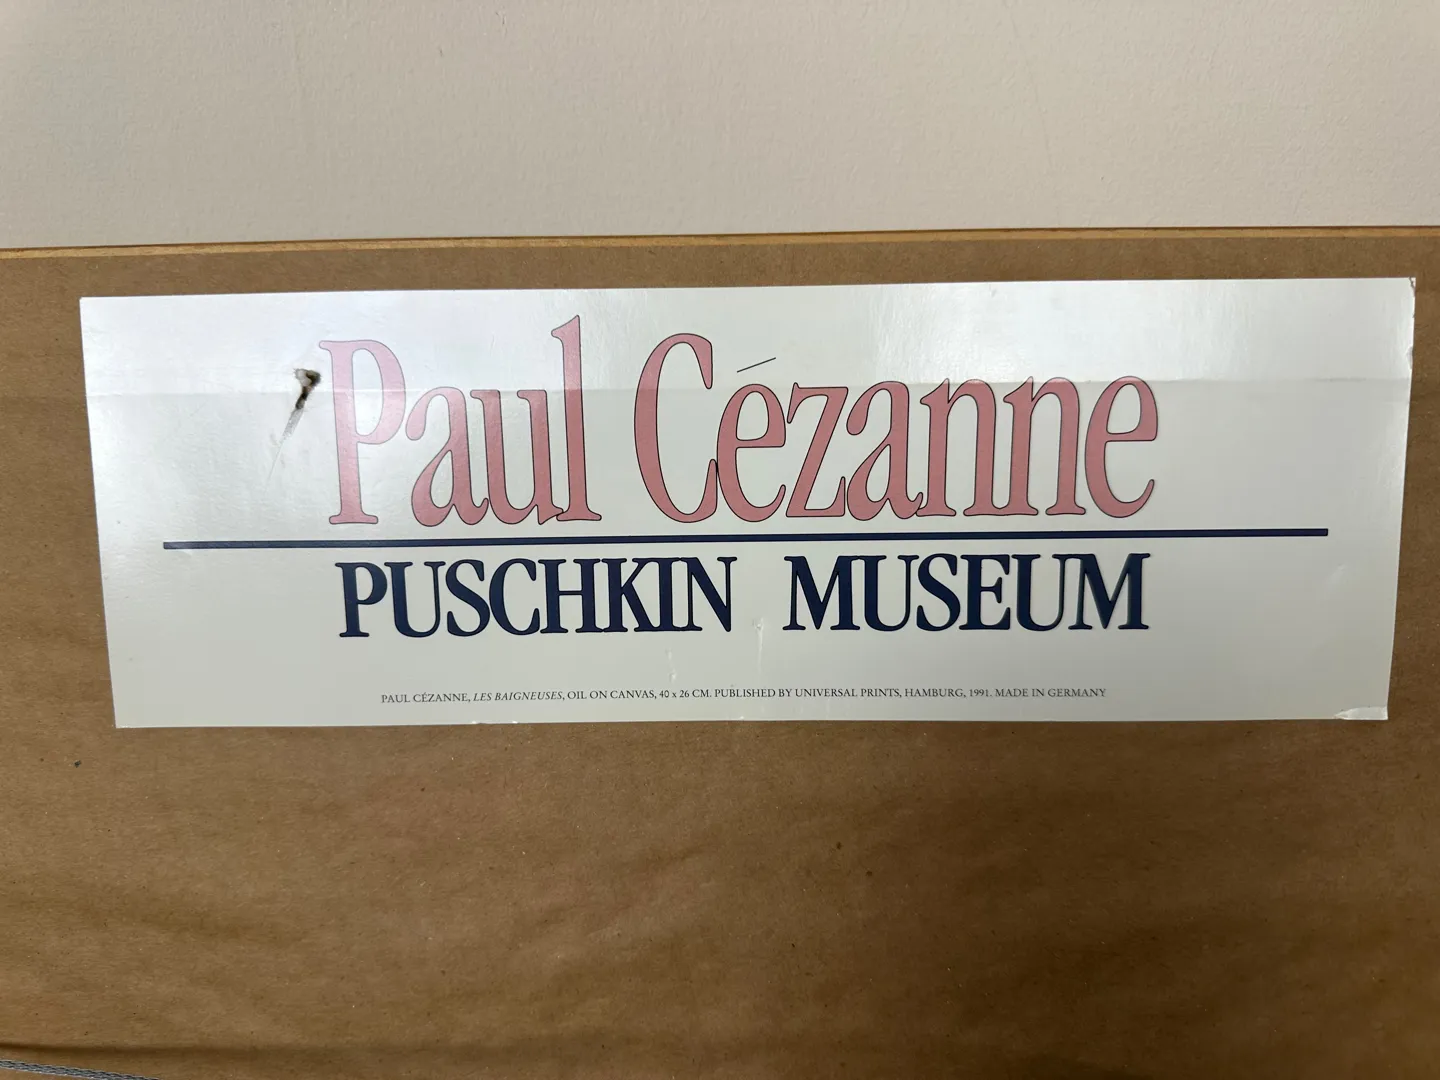 Paul Cézanne
PUSCHKIN MUSEUM
PAUL CÉZANNE, LES BAIGNEUSES, OIL ON CANVAS, 40 x 26 CM. PUBLISHED BY UNIVERSAL PRINTS, HAMBURG, 1991. MADE IN GERMANY